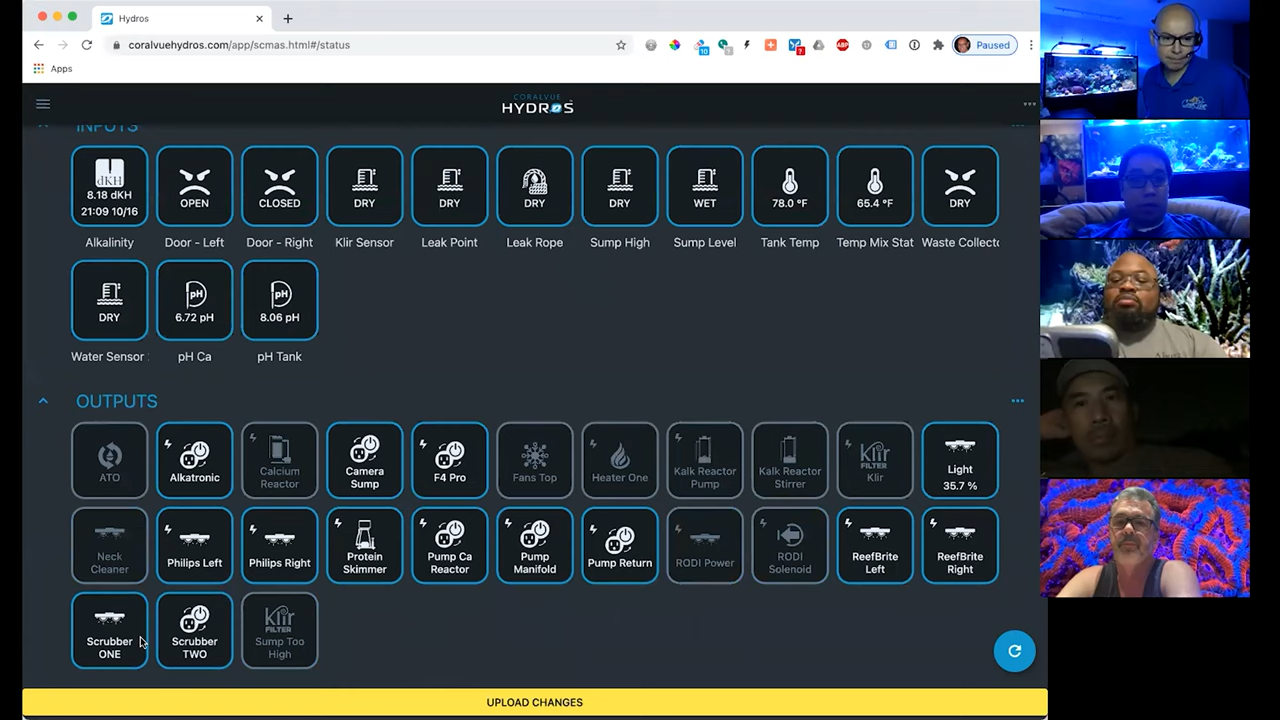 Hydros
coralvuehydros.com/app/scmas.html#/status
Paused
Apps
CORALVUE
HYDROS
INPUTS
dKH
8.18 dKH
21:09 10/16
OPEN
CLOSED
DRY
DRY
DRY
DRY
WET
78.0 °F
65.4 °F
DRY
Alkalinity
Door - Left
Door - Right
Klir Sensor
Leak Point
Leak Rope
Sump High
Sump Level
Tank Temp
Temp Mix Stat
Waste Collecto
DRY
pH
6.72 pH
pH
8.06 pH
Water Sensor
pH Ca
pH Tank
OUTPUTS
ATO
Alkatronic
Calcium
Reactor
Camera
Sump
F4 Pro
Fans Top
Heater One
Kalk Reactor
Pump
Kalk Reactor
Stirrer
Klir
FILTER
Klir
Light
35.7 %
Neck
Cleaner
Philips Left
Philips Right
Protein
Skimmer
Pump Ca
Reactor
Pump
Manifold
Pump Return
RODI Power
RODI
Solenoid
ReefBrite
Left
ReefBrite
Right
Scrubber
ONE
Scrubber
TWO
Klir
FILTER
Sump Too
High
UPLOAD CHANGES